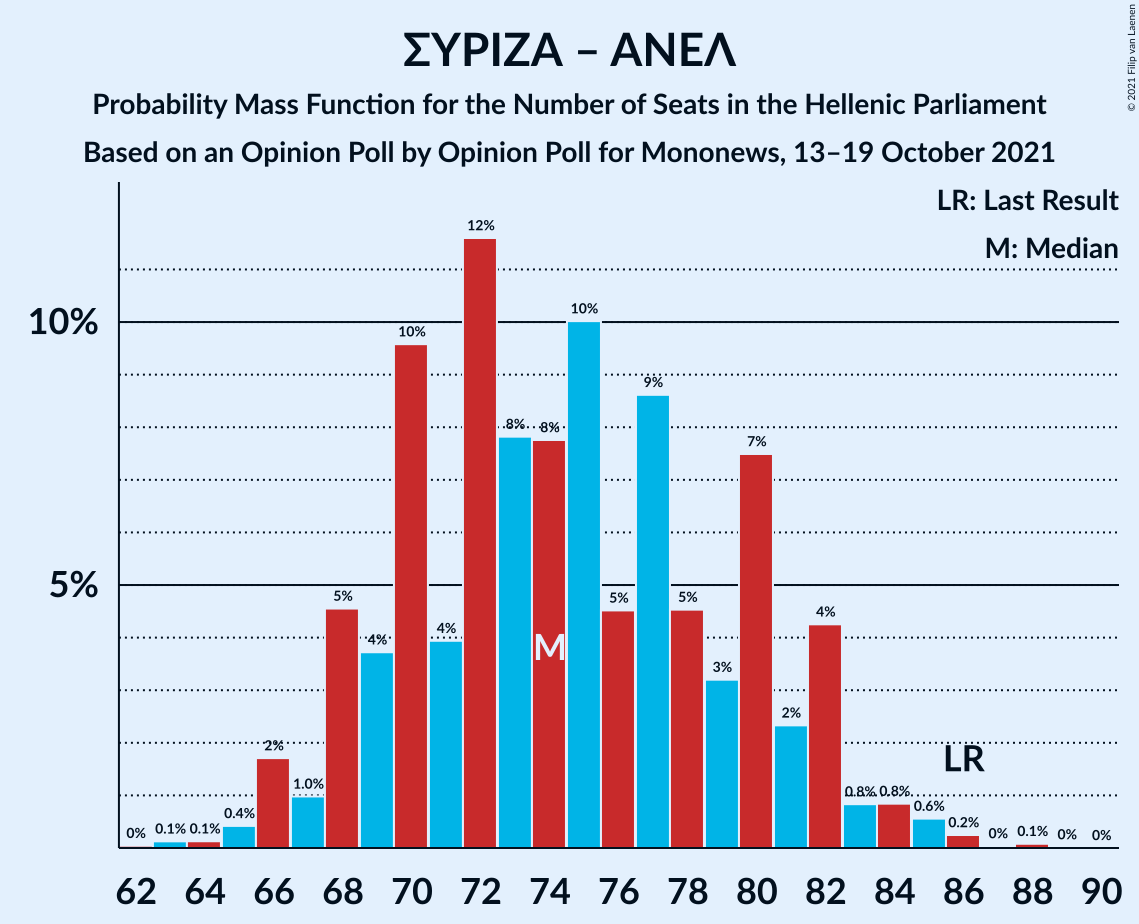 ΣΥΡΙΖΑ – ΑΝΕΛ
Probability Mass Function for the Number of Seats in the Hellenic Parliament
Based on an Opinion Poll by Opinion Poll for Mononews, 13–19 October 2021
© 2021 Filip van Laenen
LR: Last Result
M: Median
10%
5%
0% 0.1% 0.1% 0.4% 2% 1.0% 5% 4% 10% 4% 12% 8% 8% 10% 5% 9% 5% 3% 7% 2% 4% 0.8% 0.8% 0.6% 0.2% 0% 0.1% 0% 0%
M
LR
62 64 66 68 70 72 74 76 78 80 82 84 86 88 90